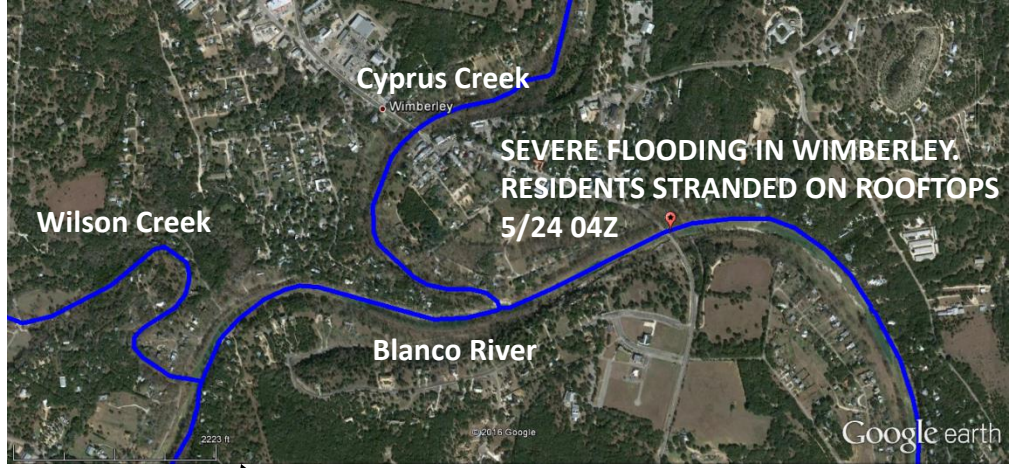 Cyprus Creek
Wimberley
SEVERE FLOODING IN WIMBERLEY.
RESIDENTS STRANDED ON ROOFTOPS
5/24 04Z
Wilson Creek
Blanco River
2223 ft
© 2016 Google
Google earth